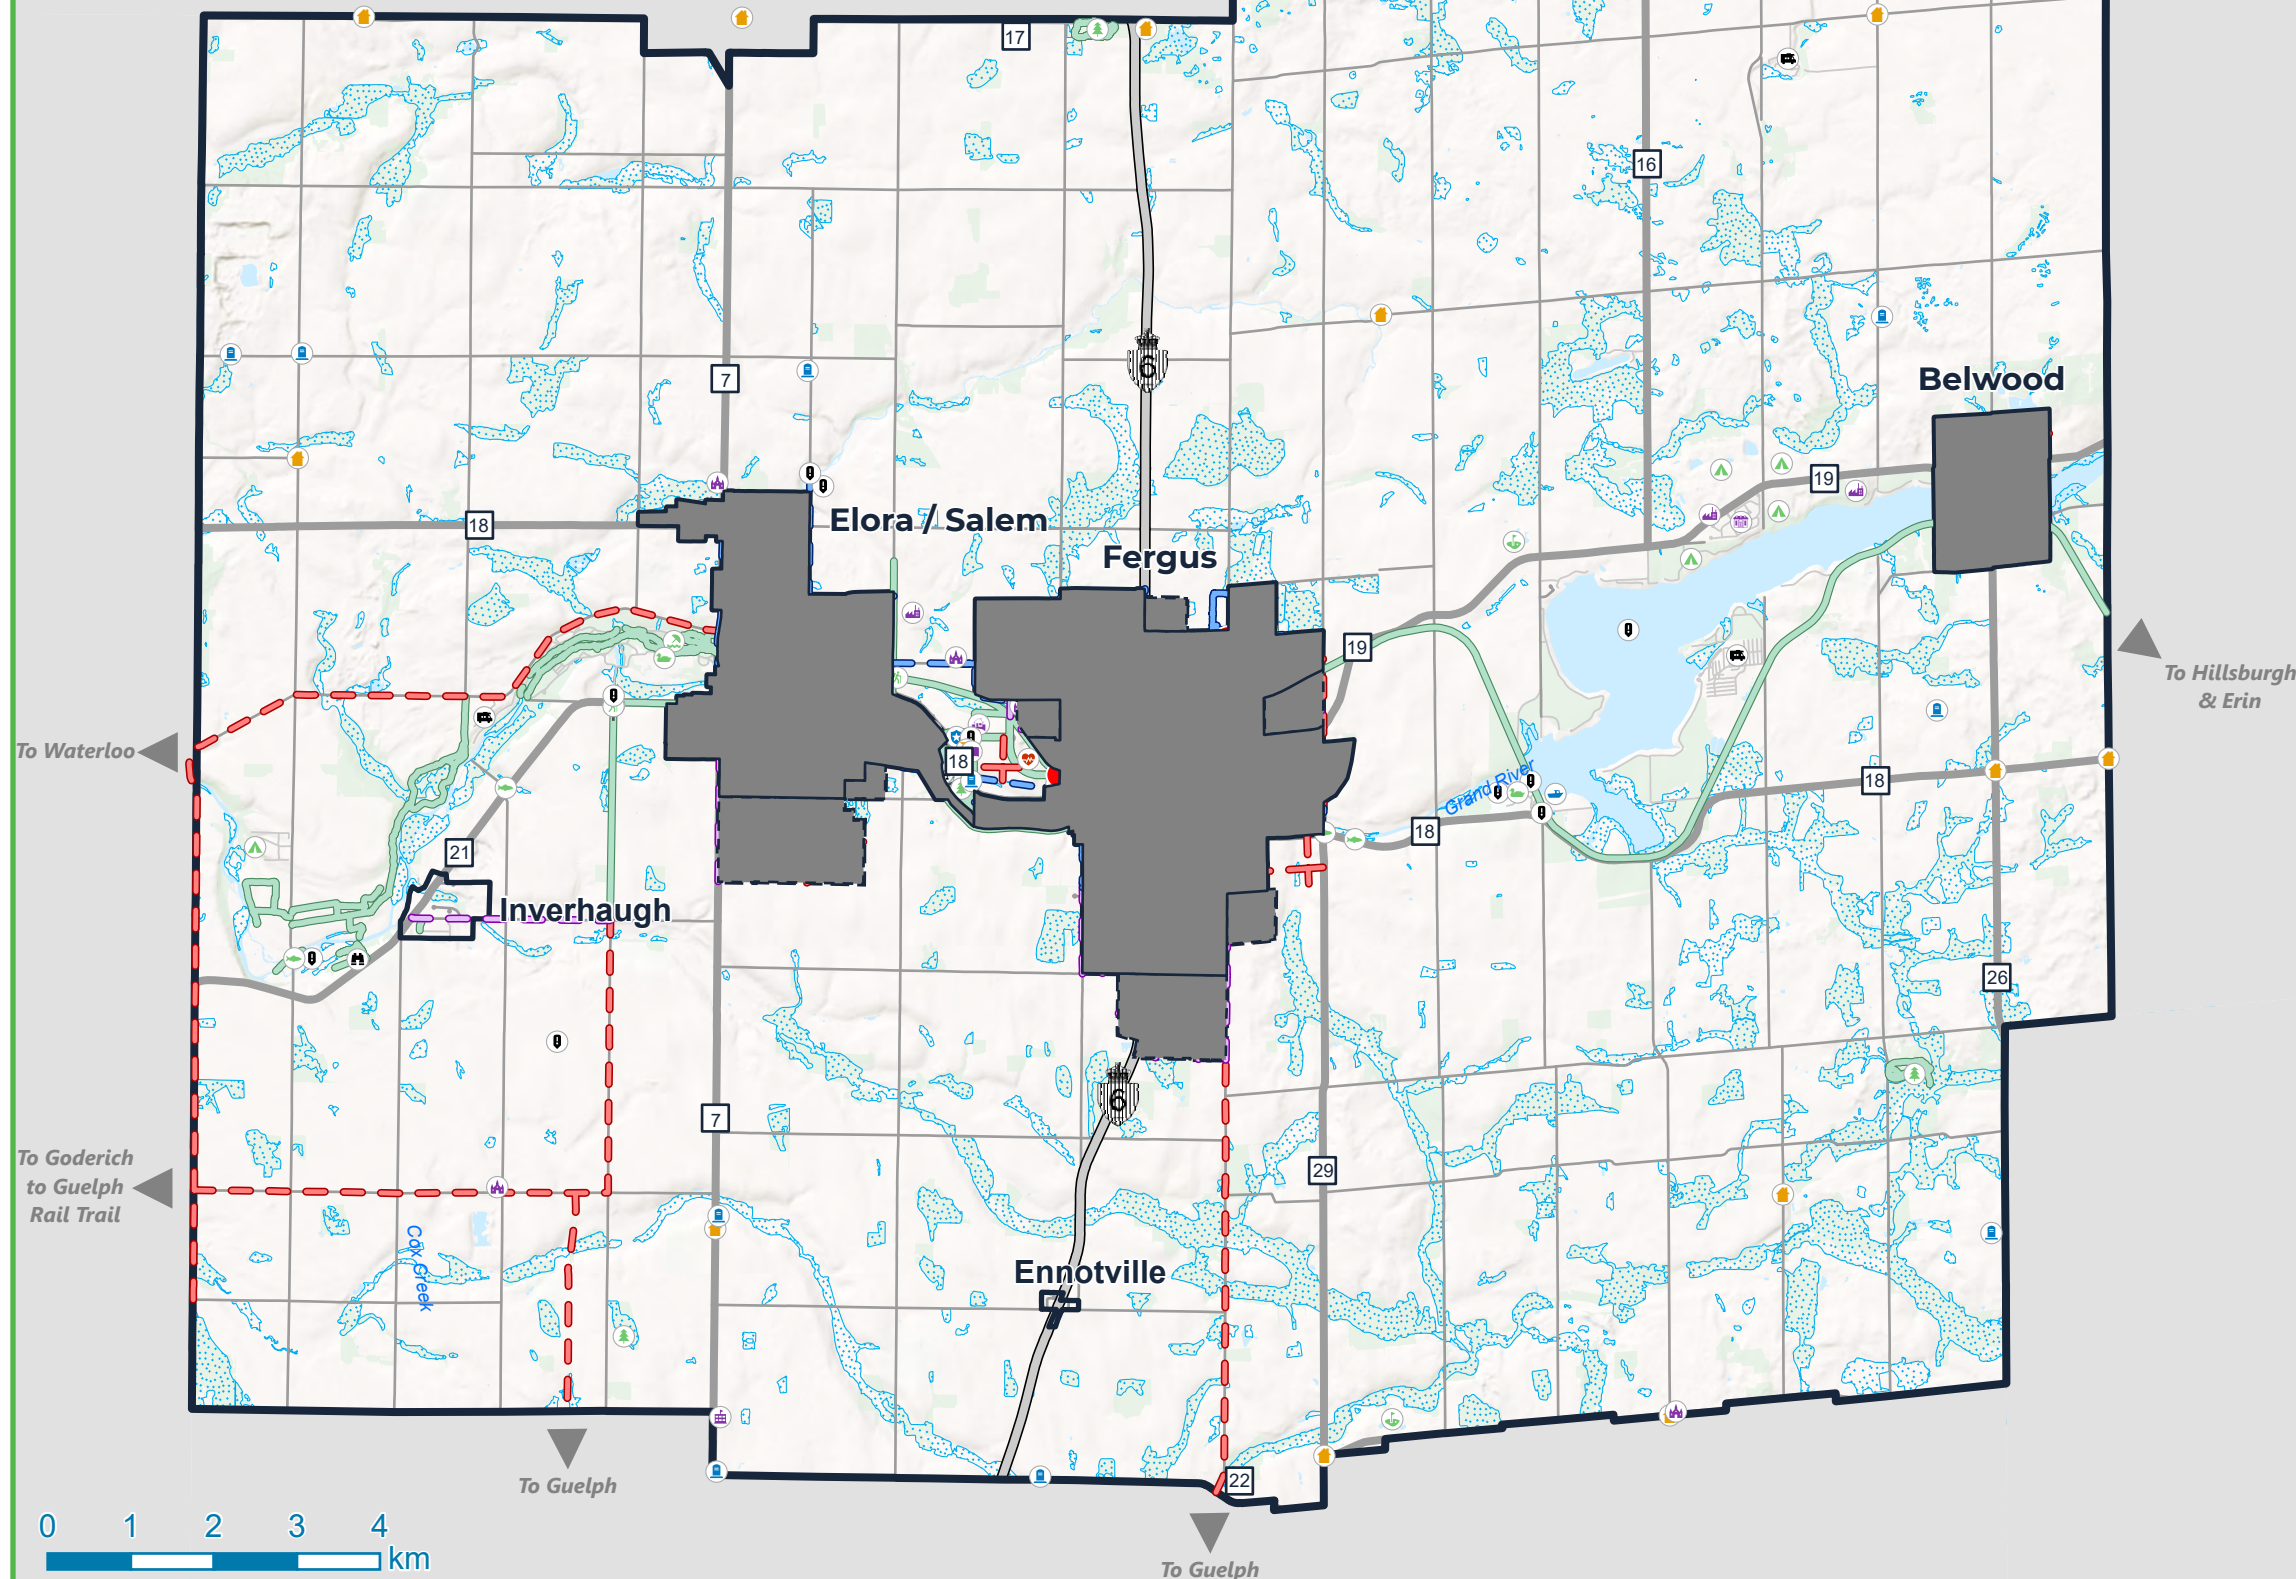 17
16
6
7
Belwood
19
18
Elora / Salem
Fergus
19
To Hillsburgh
& Erin
To Waterloo
18
Grand River
18
18
21
Inverhaugh
26
6
7
To Goderich
to Guelph
Rail Trail
29
Cox Creek
Ennotville
22
To Guelph
To Guelph
0 1 2 3 4
km